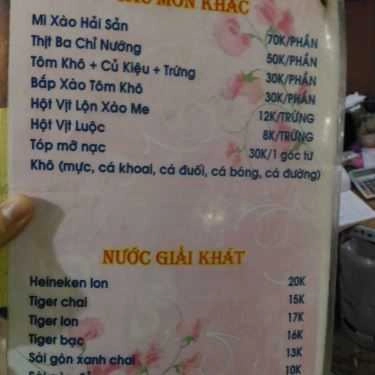 MÓN KHÁC
Mì Xào Hải Sản 70K/PHẦN
Thịt Ba Chỉ Nướng 50K/PHẦN
Tôm Khô + Củ Kiệu + Trứng 30K/PHẦN
Bắp Xào Tôm Khô 30K/PHẦN
Hột Vịt Lộn Xào Me 12K/TRỨNG
Hột Vịt Luộc 8K/TRỨNG
Tóp mỡ nạc 30K/1 góc tư
Khô (mực, cá khoai, cá đuối, cá bóng, cá đường)
NƯỚC GIẢI KHÁT
Heineken lon 20K
Tiger chai 15K
Tiger lon 17K
Tiger bạc 16K
Sài gòn xanh chai 13K
10K